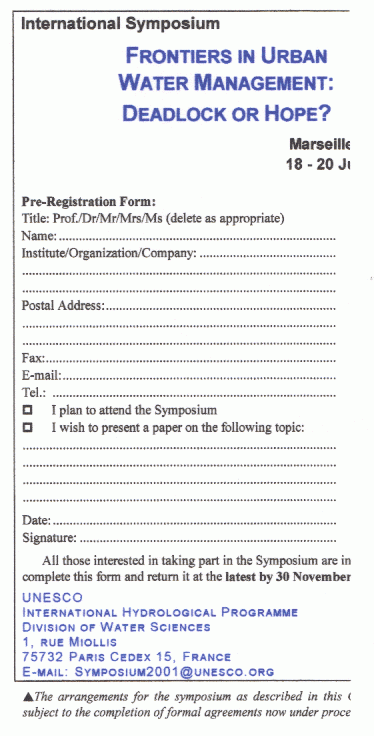 International Symposium
FRONTIERS IN URBAN
WATER MANAGEMENT:
DEADLOCK OR HOPE?
Marseille
18 - 20
Pre-Registration Form:
Title: Prof./Dr/Mr/Mrs/Ms (delete as appropriate)
Name:
Institute/Organization/Company:
Postal Address:
Fax:
E-mail:
Tel.:
I plan to attend the Symposium
I wish to present a paper on the following topic:
Date:
Signature:
All those interested in taking part in the Symposium are in
complete this form and return it at the latest by 30 November
UNESCO
INTERNATIONAL HYDROLOGICAL PROGRAMME
DIVISION OF WATER SCIENCES
1, RUE MIOLLIS
75732 PARIS CEDEX 15, FRANCE
E-MAIL: SYMPOSIUM2001@UNESCO.ORG
▲The arrangements for the symposium as described in this
subject to the completion of formal agreements now under proce